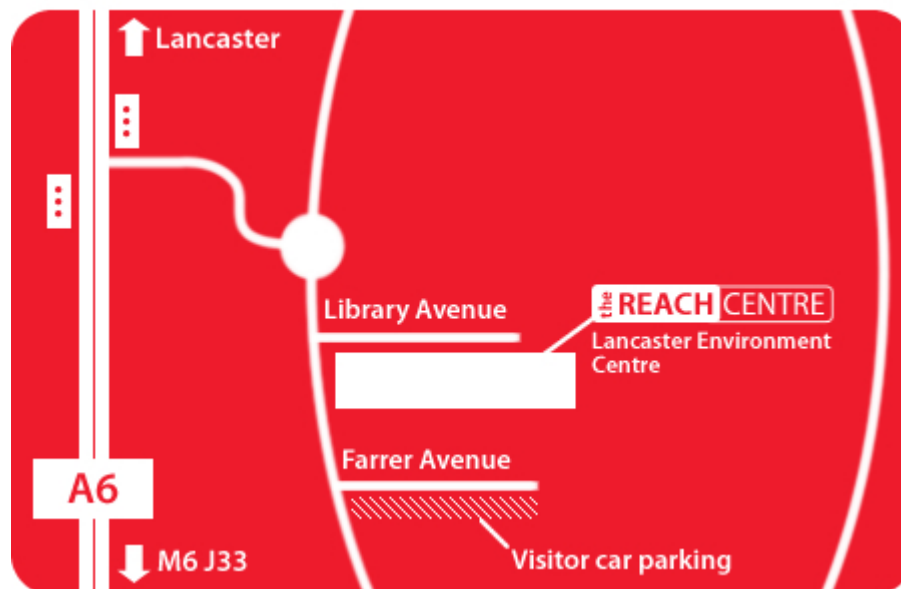 Lancaster
Library Avenue
the REACH CENTRE
Lancaster Environment
Centre
Farrer Avenue
A6
M6 J33
Visitor car parking